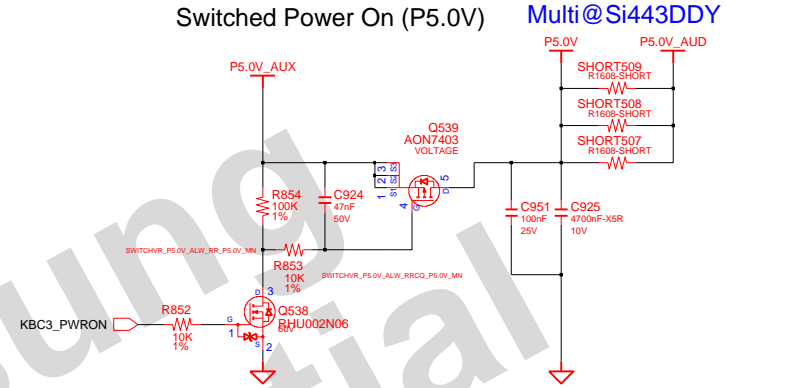 Switched Power On (P5.0V)
Multi@Si443DDY
P5.0V
P5.0V_AUD
P5.0V_AUX
SHORT509
R1608-SHORT
SHORT508
R1608-SHORT
SHORT507
R1608-SHORT
Q539
AON7403
VOLTAGE
1 2 3
S1 S2 S3
4
G
D
5
R854
100K
1%
C924
47nF
50V
C951
100nF
25V
C925
4700nF-X5R
10V
SWITCHVR_P5.0V_ALW_RR_P5.0V_MN
R853
10K
1%
SWITCHVR_P5.0V_ALW_RRCQ_P5.0V_MN
D
3
Q538
RHU002N06
60V
G
1
S
2
KBC3_PWRON
R852
10K
1%
sung
tial